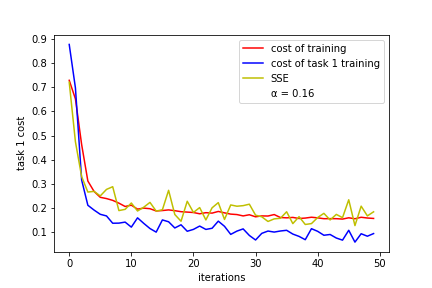 0.9
0.8
0.7
0.6
0.5
0.4
0.3
0.2
0.1
task 1 cost
cost of training
cost of task 1 training
SSE
α = 0.16
0 10 20 30 40 50
iterations